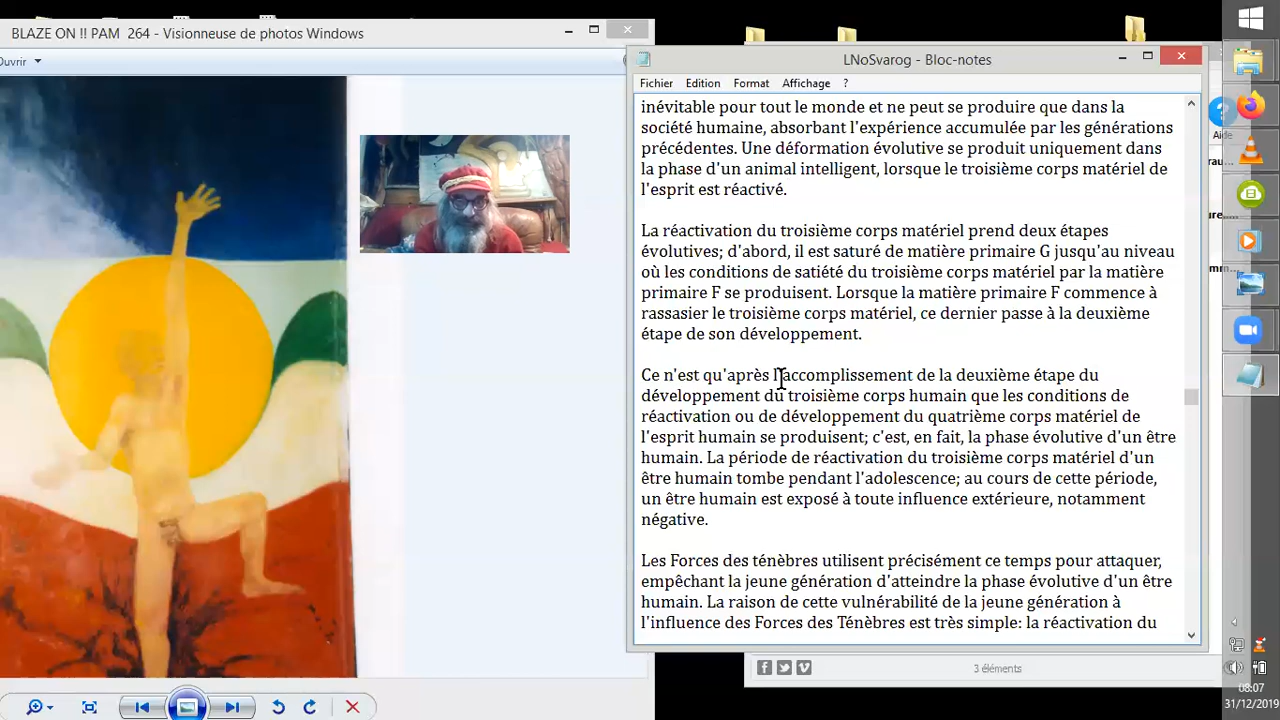 BLAZE ON !! PAM  264 - Visionneuse de photos Windows
Ouvrir
LNoSvarog - Bloc-notes
Fichier Edition Format Affichage ?
inévitable pour tout le monde et ne peut se produire que dans la
société humaine, absorbant l'expérience accumulée par les générations
précédentes. Une déformation évolutive se produit uniquement dans
la phase d'un animal intelligent, lorsque le troisième corps matériel de
l'esprit est réactivé.
La réactivation du troisième corps matériel prend deux étapes
évolutives; d'abord, il est saturé de matière primaire G jusqu'au niveau
où les conditions de satiété du troisième corps matériel par la matière
primaire F se produisent. Lorsque la matière primaire F commence à
rassasier le troisième corps matériel, ce dernier passe à la deuxième
étape de son développement.
Ce n'est qu'après l'accomplissement de la deuxième étape du
développement du troisième corps humain que les conditions de
réactivation ou de développement du quatrième corps matériel de
l'esprit humain se produisent; c'est, en fait, la phase évolutive d'un être
humain. La période de réactivation du troisième corps matériel d'un
être humain tombe pendant l'adolescence; au cours de cette période,
un être humain est exposé à toute influence extérieure, notamment
négative.
Les Forces des ténèbres utilisent précisément ce temps pour attaquer,
empêchant la jeune génération d'atteindre la phase évolutive d'un être
humain. La raison de cette vulnérabilité de la jeune génération à
l'influence des Forces des Ténèbres est très simple: la réactivation du
3 éléments
Aide
rau...
ure...
mm...
08:07
31/12/2019